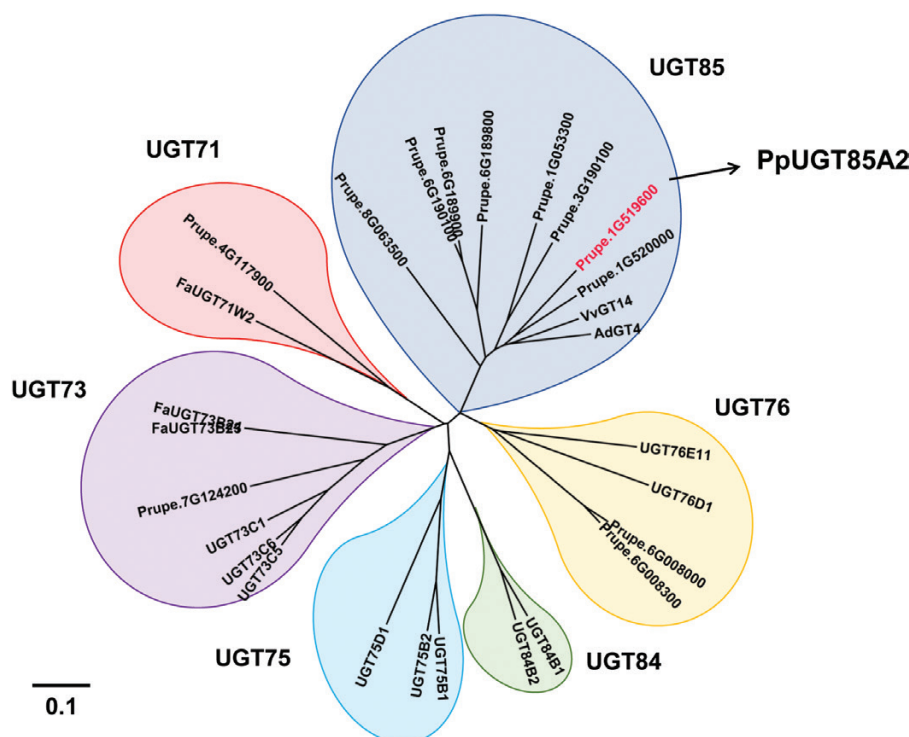 UGT85
PpUGT85A2
Prupe.8G063500
Prupe.6G190100
Prupe.6G189900
Prupe.6G189800
Prupe.1G053300
Prupe.3G190100
Prupe.1G519600
Prupe.1G520000
VvGT14
AdGT4
UGT71
Prupe.4G117900
FaUGT71W2
UGT73
Prupe.7G124200
UGT73C1
UGT73C6
UGT73C5
UGT76
UGT76E11
UGT76D1
Prupe.6G008000
Prupe.6G008300
UGT75
UGT75D1
UGT75B2
UGT75B1
UGT84
UGT84B1
UGT84B2
0.1